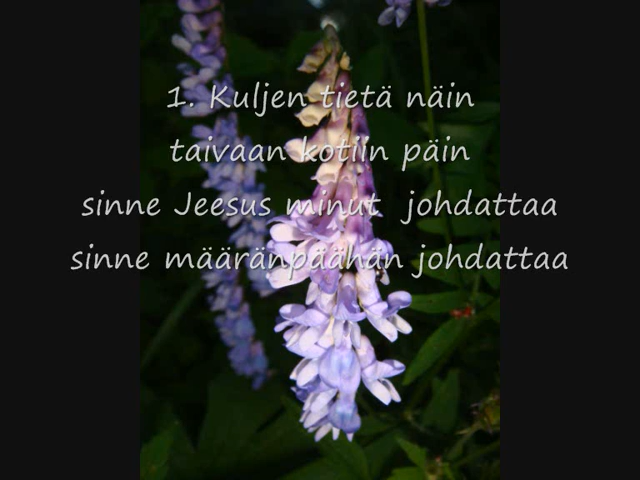 1. Kuljen tietä näin
taivaan kotiin päin
sinne Jeesus minut johdattaa
sinne määränpäähän johdattaa